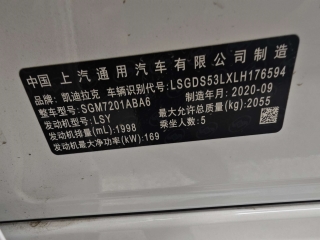 中国 上汽通用汽车有限公司制造
品牌:凯迪拉克 车辆识别代号:LSGDS53LXLH176594
整车型号:SGM7201ABA6 制造年月:2020-09
发动机型号:LSY 最大允许总质量(kg):2055
发动机排量(mL):1998 乘坐人数:5
发动机最大净功率(kW):169